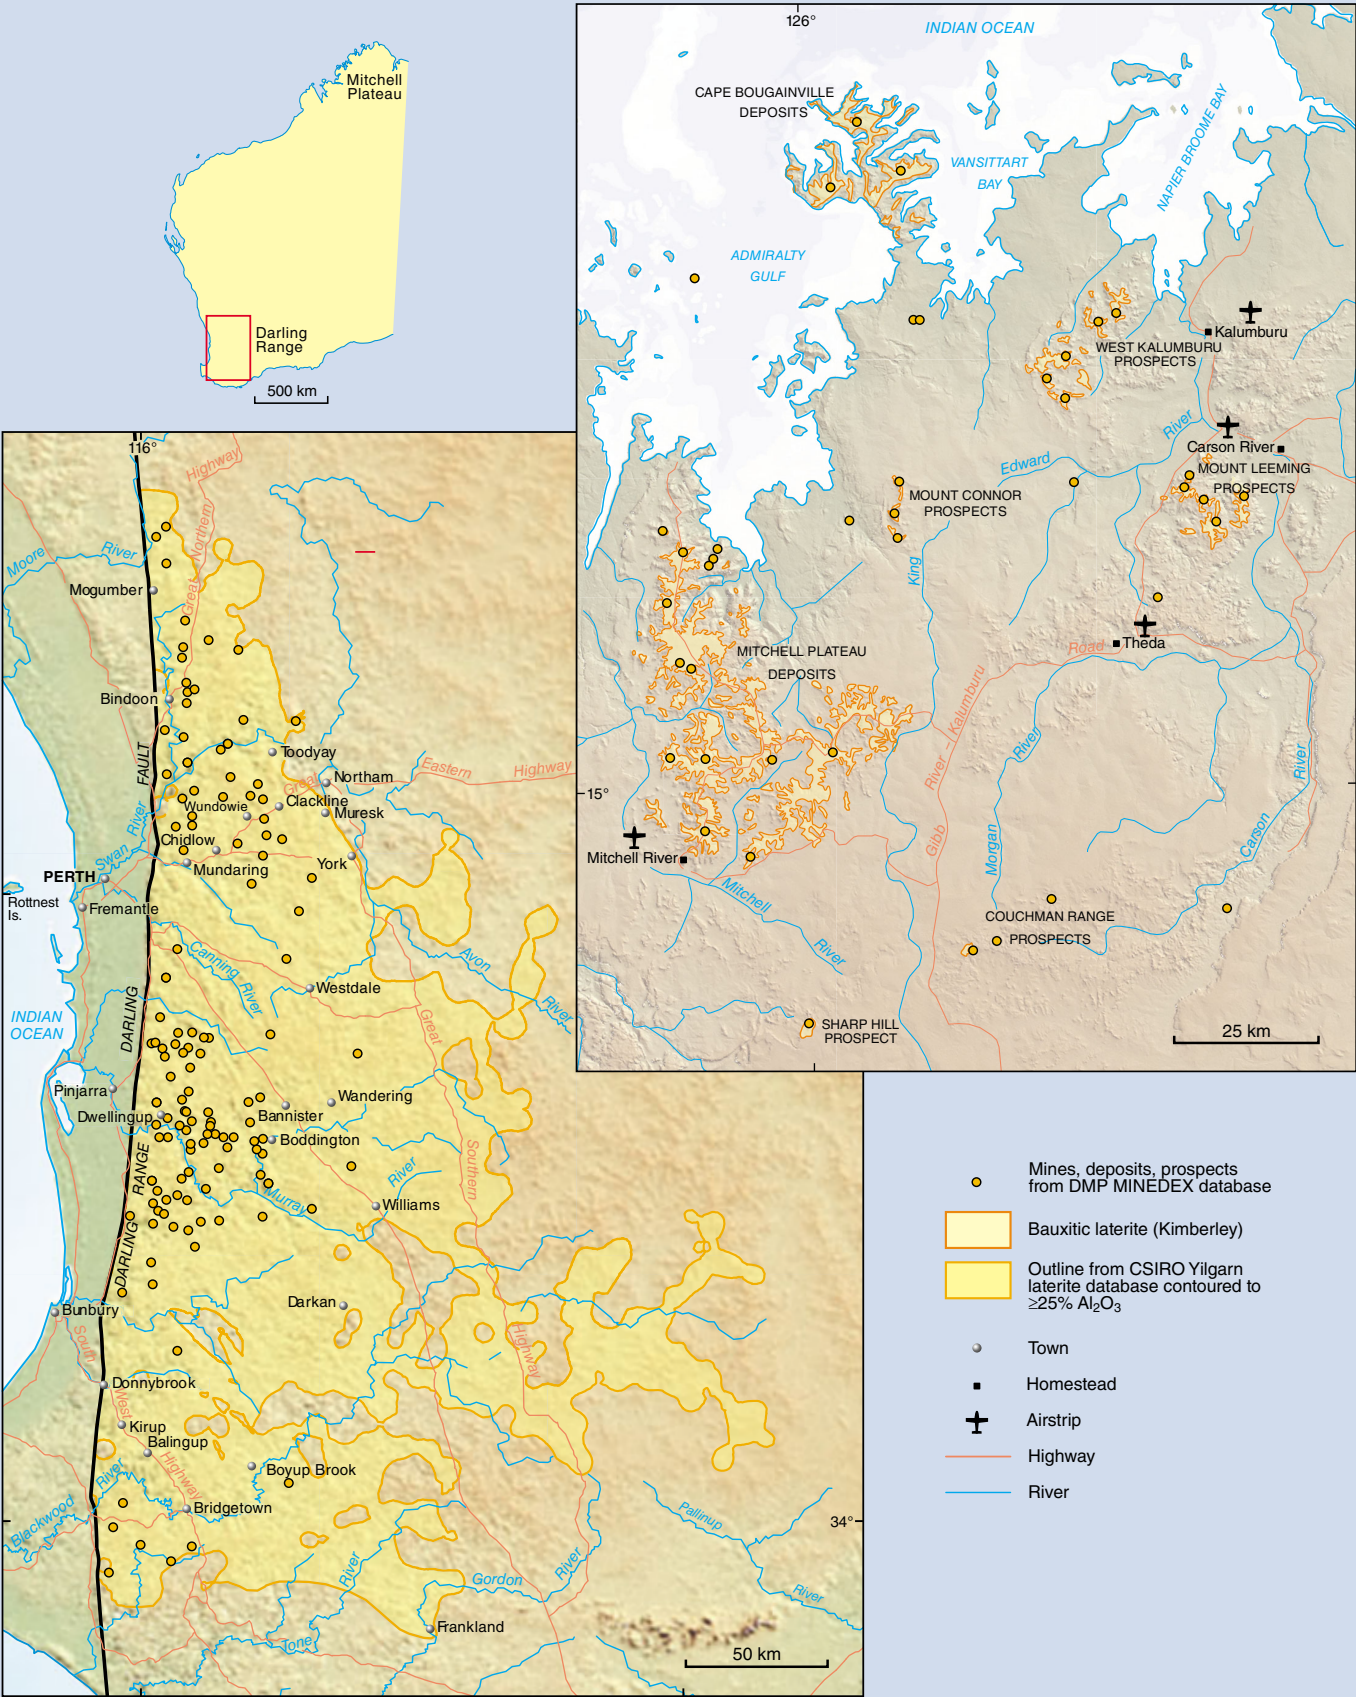 Mitchell
Plateau
Darling
Range
500 km
126°
INDIAN OCEAN
CAPE BOUGAINVILLE
DEPOSITS
VANSITTART
BAY
NAPIER BROOME BAY
ADMIRALTY
GULF
Kalumburu
WEST KALUMBURU
PROSPECTS
River
Carson River
Edward
MOUNT LEEMING
PROSPECTS
MOUNT CONNOR
PROSPECTS
King
Theda
Road
MITCHELL PLATEAU
DEPOSITS
River – Kalumburu
River
River
15°
Gibb
Morgan
Carson
Mitchell River
Mitchell
River
COUCHMAN RANGE
PROSPECTS
SHARP HILL
PROSPECT
25 km
116°
Highway
Northern
Great
Moore
River
Mogumber
Bindoon
FAULT
Toodyay
Northam
Eastern
Highway
Great
Clackline
Wundowie
Muresk
River
Chidlow
Swan
York
Mundaring
PERTH
Rottnest
Is.
Fremantle
Canning
River
Avon
River
Westdale
INDIAN
OCEAN
DARLING
Great
Pinjarra
Wandering
Dwellingup
Bannister
Boddington
RANGE
River
Southern
Murray
Williams
DARLING
Darkan
Bunbury
South
Highway
Donnybrook
West
Kirup
Balingup
Highway
Boyup Brook
River
Blackwood
Bridgetown
Pallinup
34°
River
River
Gordon
River
Frankland
Tone
50 km
Mines, deposits, prospects
from DMP MINEDEX database
Bauxitic laterite (Kimberley)
Outline from CSIRO Yilgarn
laterite database contoured to
≥25% Al₂O₃
Town
Homestead
Airstrip
Highway
River